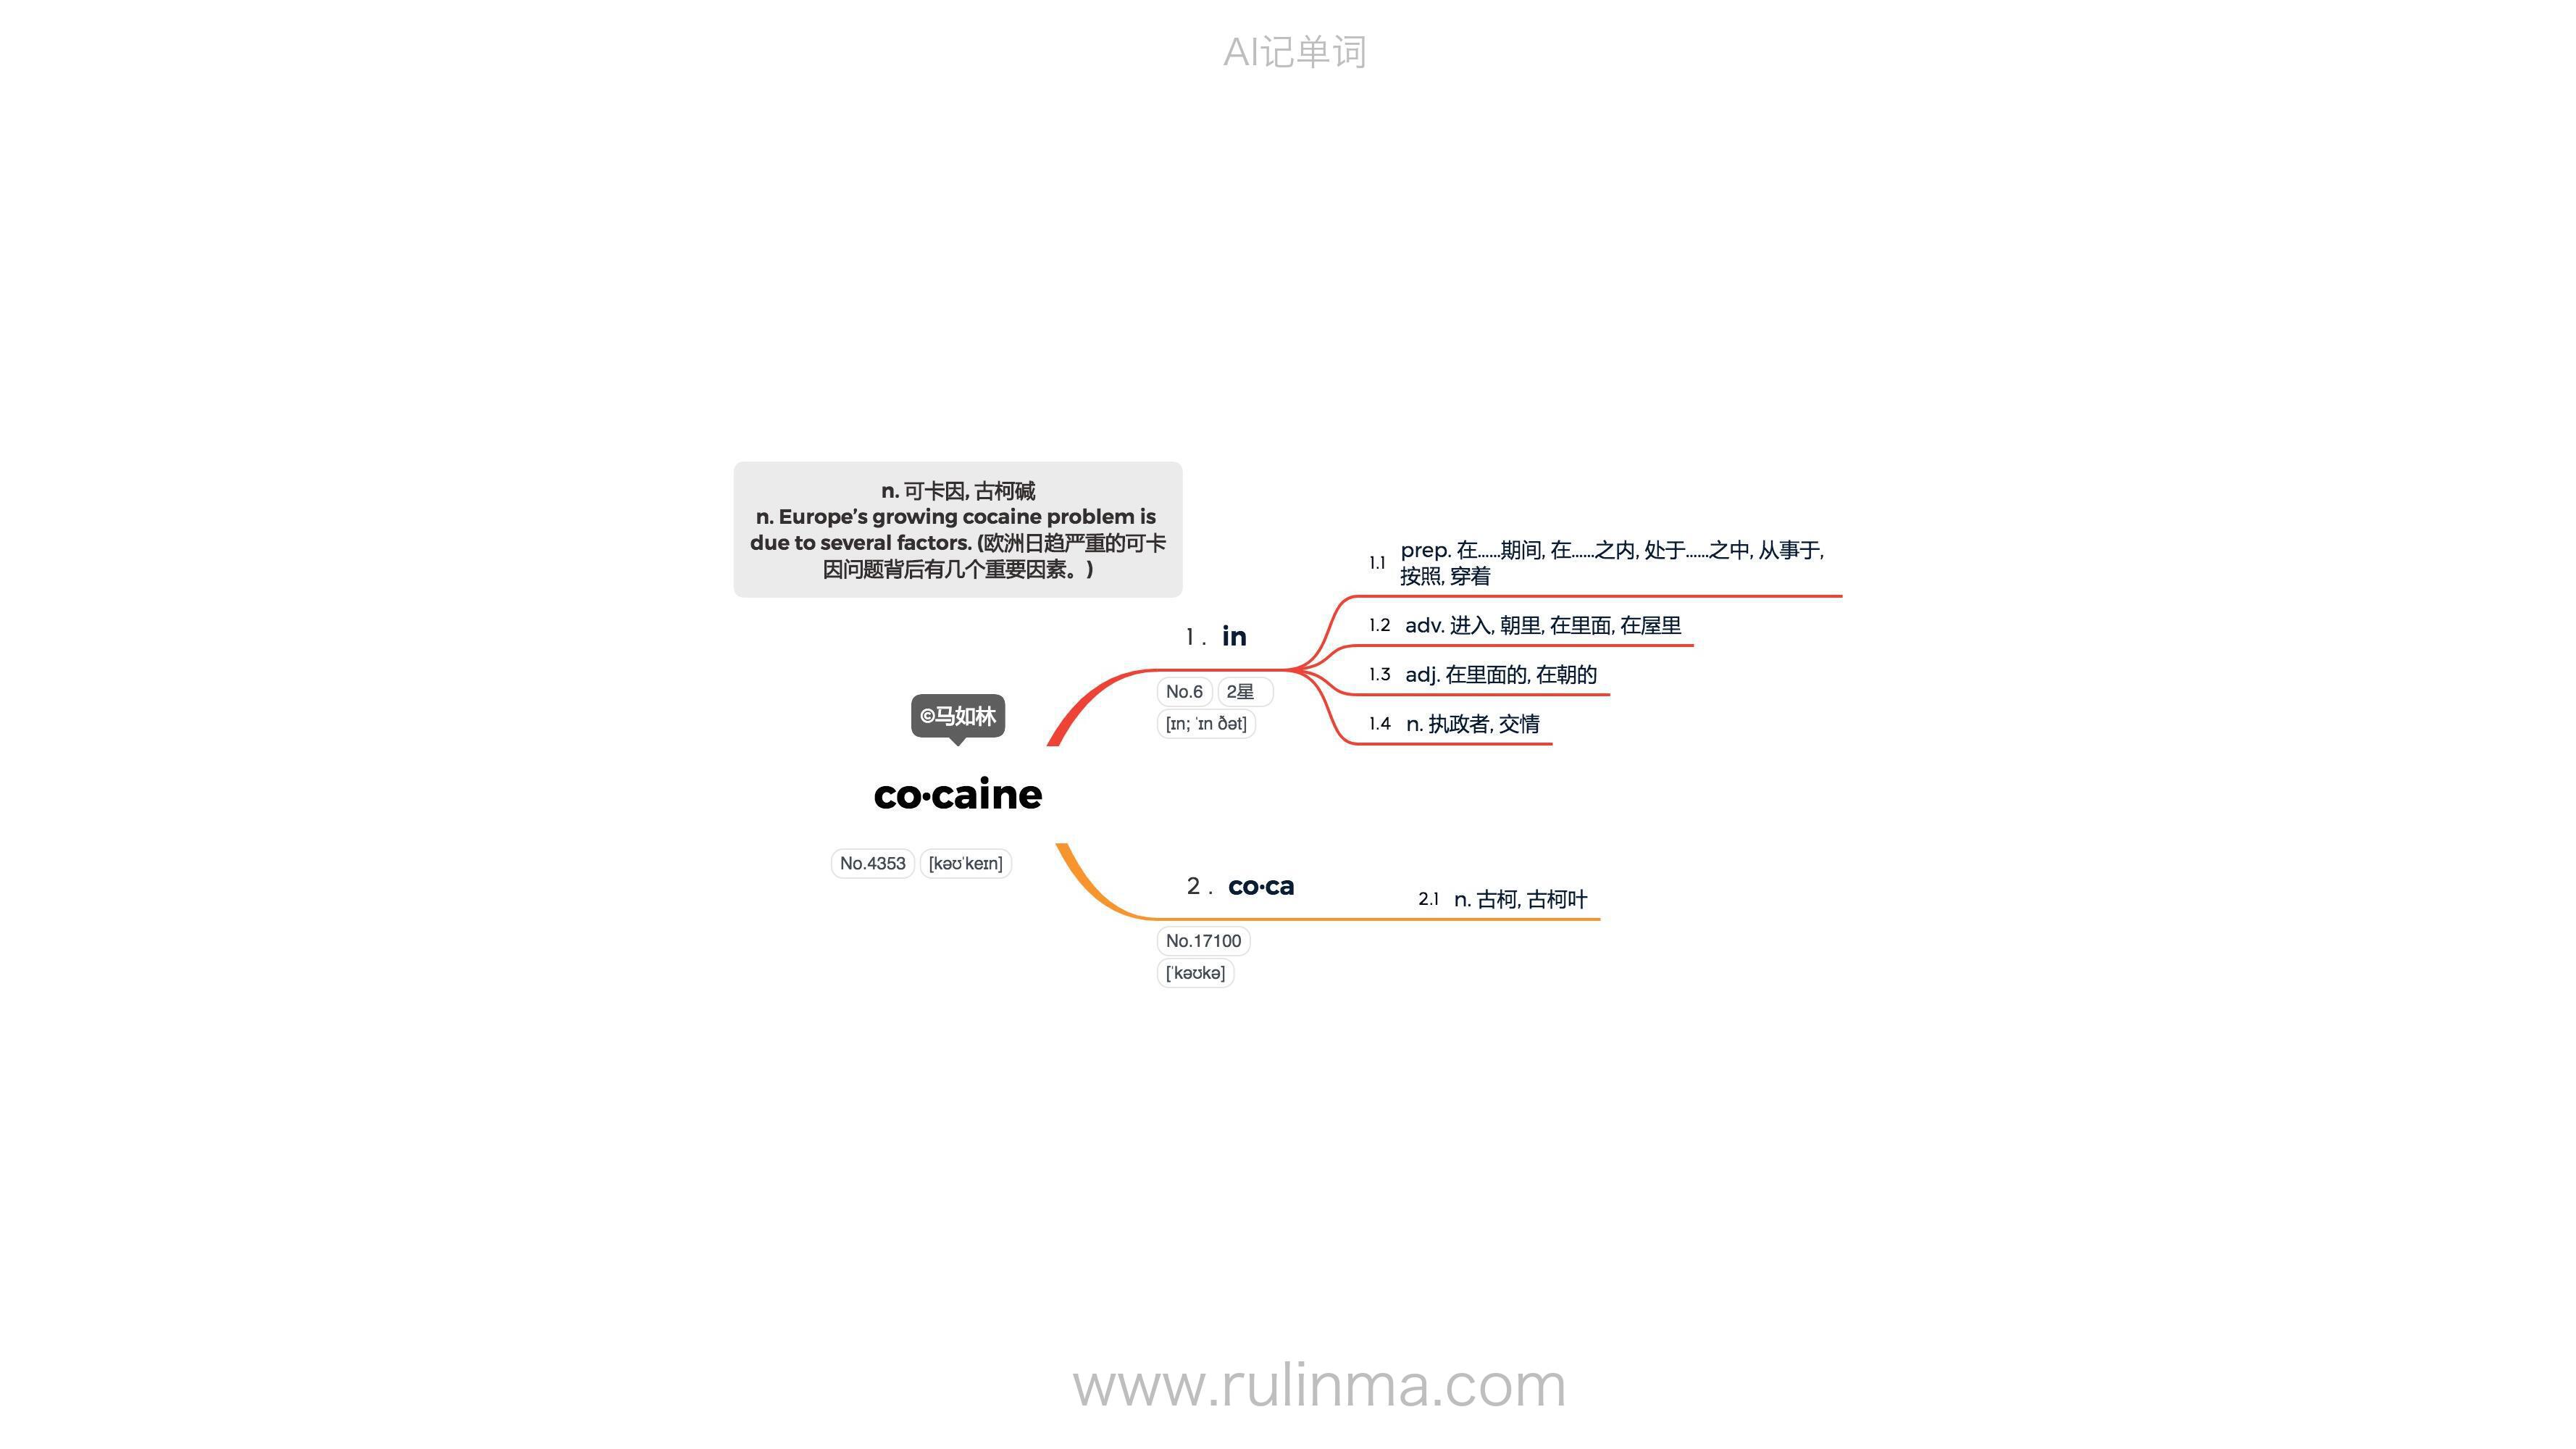 AI记单词
n. 可卡因, 古柯碱
n. Europe’s growing cocaine problem is
due to several factors. (欧洲日趋严重的可卡
因问题背后有几个重要因素。)
©马如林
co·caine
No.4353 [kəʊˈkeɪn]
1 . in
No.6 2星
[ɪn; ˈɪn ðət]
1.1 prep. 在……期间, 在……之内, 处于……之中, 从事于,
按照, 穿着
1.2 adv. 进入, 朝里, 在里面, 在屋里
1.3 adj. 在里面的, 在朝的
1.4 n. 执政者, 交情
2 . co·ca
No.17100
[ˈkəʊkə]
2.1 n. 古柯, 古柯叶
www.rulinma.com